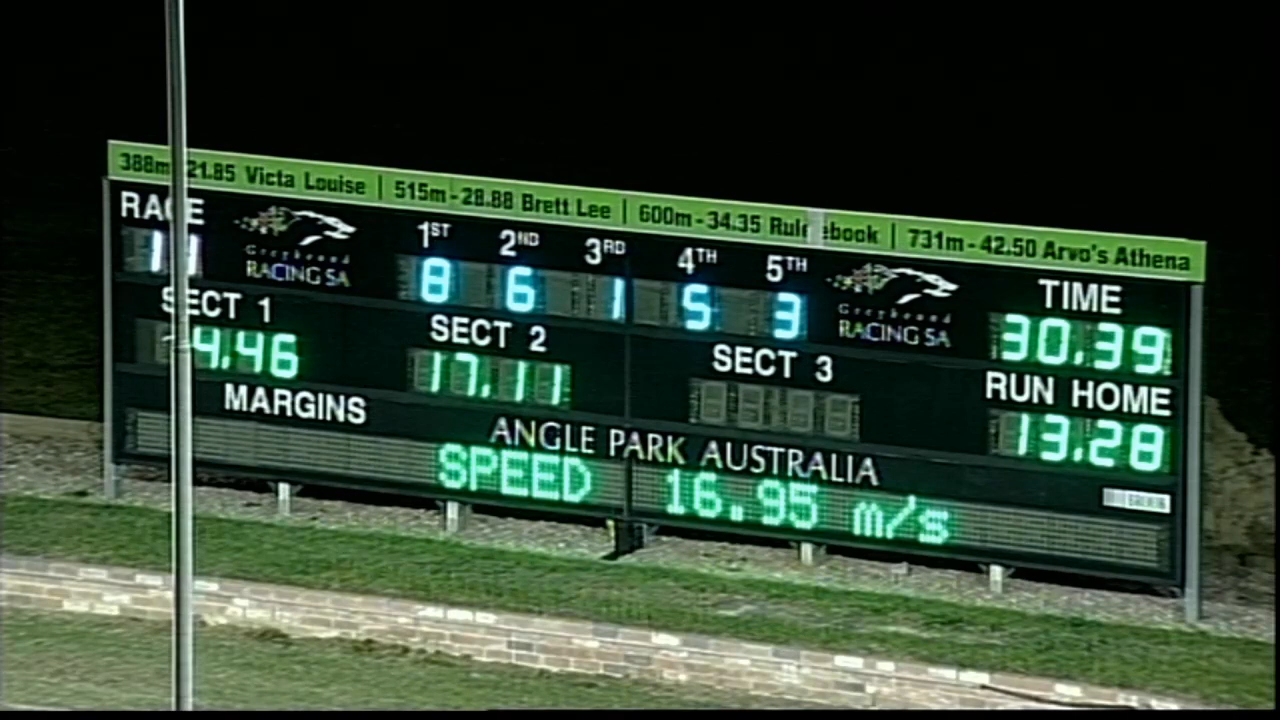 388m 21.85 Victa Louise | 515m - 28.88 Brett Lee | 600m - 34.35 Rule book | 731m - 42.50 Arvo's Athena
RACE
11
Greyhound
RACING SA
1ST 2ND 3RD 4TH 5TH
8 6 1 5 3
Greyhound
RACING SA
TIME
30.39
SECT 1
4.46
SECT 2
17.11
SECT 3
RUN HOME
13.28
MARGINS
ANGLE PARK AUSTRALIA
SPEED 16.95 m/s